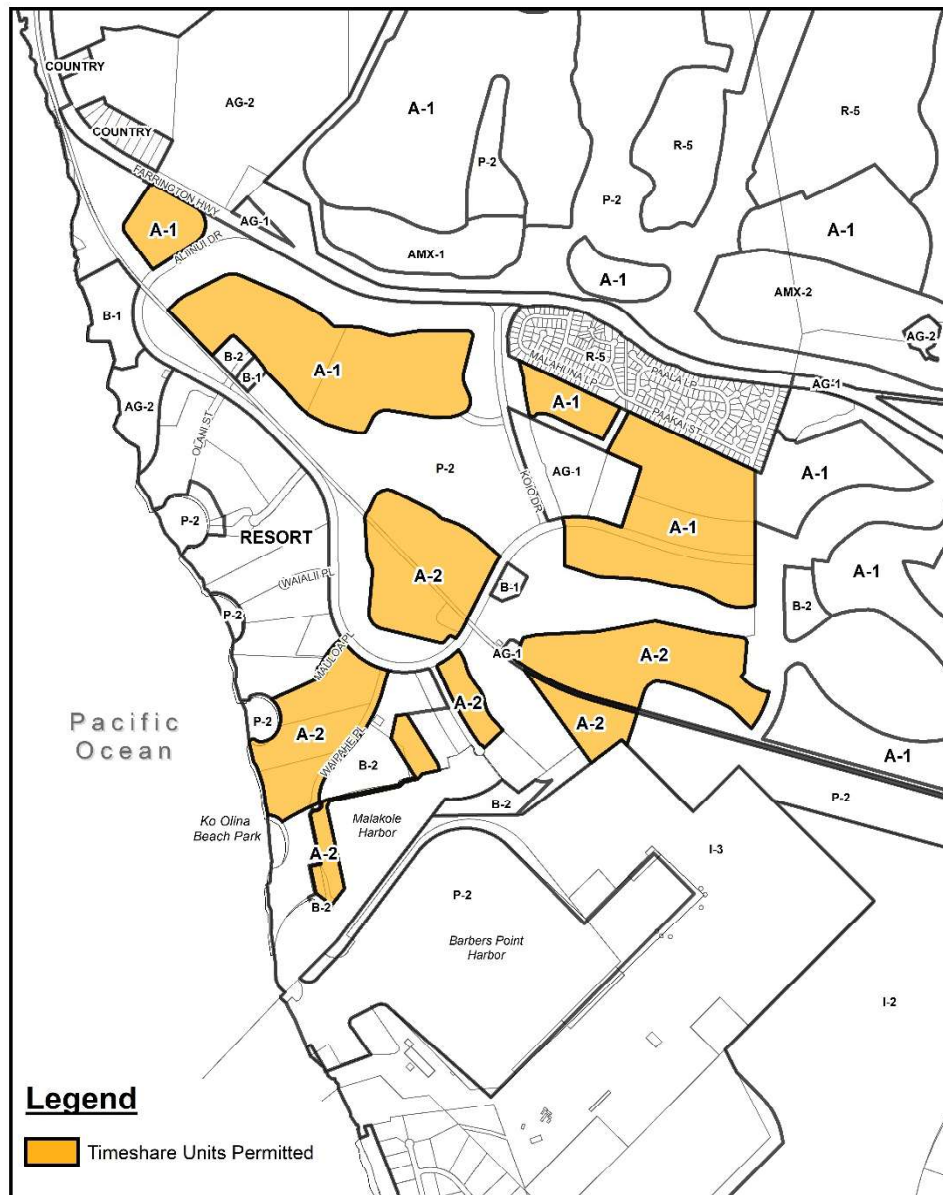 COUNTRY
AG-2
A-1
R-5
COUNTRY
P-2
R-5
FARRINGTON HWY
P-2
A-1
AG-1
A-1
ALIINUI DR
AMX-1
A-1
AMX-2
B-1
AG-2
B-2
R-5
PAALA LP
MALAHUNA LP
A-1
B-1
AG-1
AG-2
A-1
PAAKAI ST
OLANI ST
P-2
AG-1
A-1
KOIO DR
P-2
A-1
RESORT
A-2
A-1
WAIALII PL
B-1
B-2
P-2
MAULOA PL
AG-1
A-2
Pacific
Ocean
P-2
A-2
A-2
A-2
WAIPAHE PL
A-1
B-2
P-2
B-2
Ko Olina
Beach Park
Malakole
Harbor
A-2
I-3
P-2
B-2
Barbers Point
Harbor
I-2
Legend
Timeshare Units Permitted